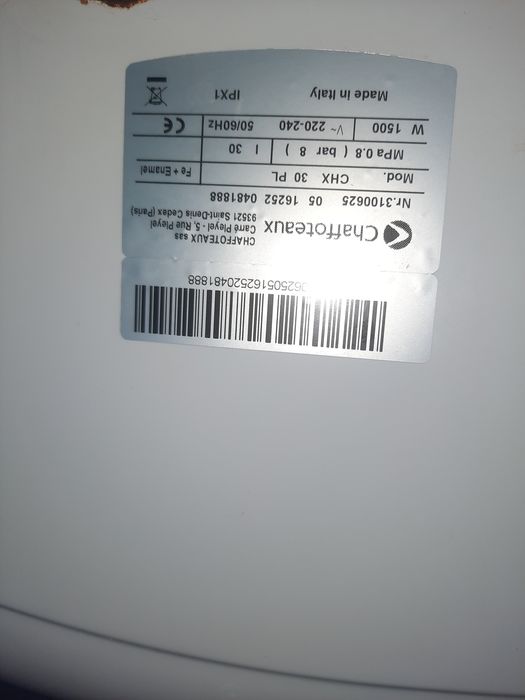 3625051625520481888
Chaffoteaux
CHAFFOTEAUX sas
Carré Pleyel - 5, Rue Pleyel
93521 Saint-Denis Cedex (Paris)
Nr.3100625 05 16252 0481888
Mod. CHX 30 PL Fe + Enamel
MPa 0.8 ( bar 8 ) l 30
W 1500 V~ 220-240 50/60Hz CE
Made in Italy IPX1